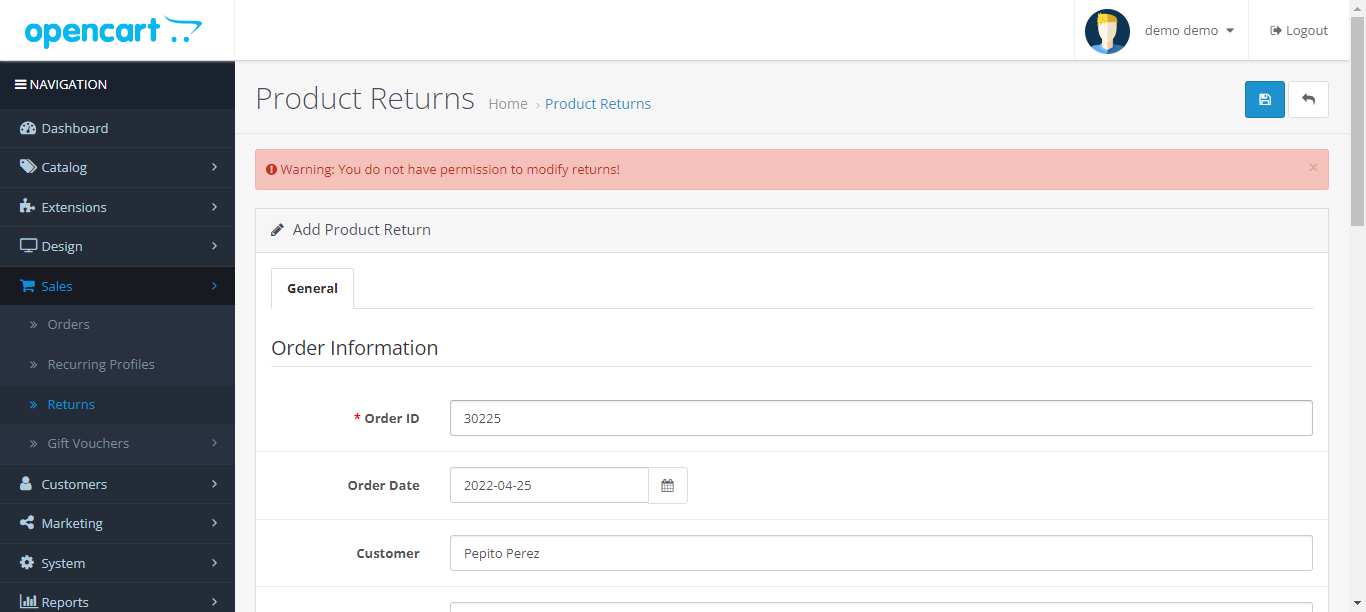 opencart
demo demo
Logout
NAVIGATION
Dashboard
Catalog
Extensions
Design
Sales
Orders
Recurring Profiles
Returns
Gift Vouchers
Customers
Marketing
System
Reports
Product Returns
Home › Product Returns
Warning: You do not have permission to modify returns!
×
Add Product Return
General
Order Information
* Order ID
30225
Order Date
2022-04-25
Customer
Pepito Perez